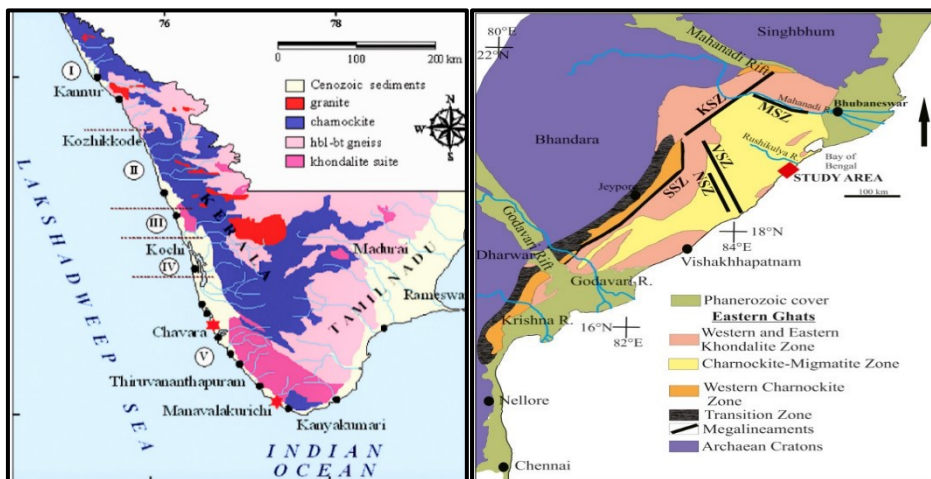 76
78
0
100
200 km
Cenozoic sediments
granite
charnockite
hbl-bt gneiss
khondalite suite
N
W
E
S
I
Kannur
Kozhikkode
II
III
Kochi
IV
Chavara
V
Thiruvananthapuram
Manavalakurichi
Kanyakumari
Madurai
Rameswa
KERALA
TAMIL NADU
LAKSHADWEEP SEA
INDIAN
OCEAN
80°E
22°N
Singhbhum
Mahanadi Rift
KSZ
MSZ
Mahanadi R.
Bhubaneswar
Bhandara
Rushikulya R.
Bay of
Bengal
VSZ
NSZ
STUDY AREA
100 km
Jeypore
SSZ
Godavari Rift
18°N
84°E
Dharwar
Vishakhhapatnam
Godavari R.
Krishna R.
16°N
82°E
Phanerozoic cover
Eastern Ghats
Western and Eastern
Khondalite Zone
Charnockite-Migmatite Zone
Western Charnockite
Zone
Transition Zone
Megalineaments
Archaean Cratons
Nellore
Chennai